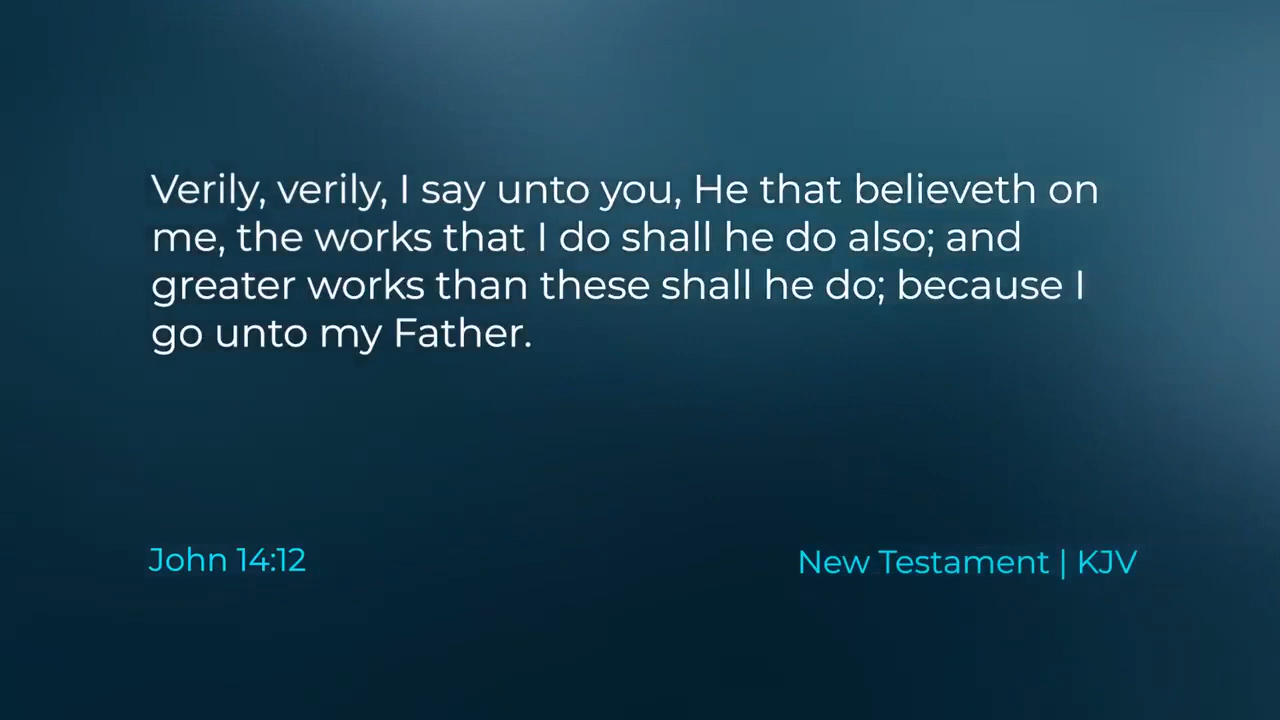 Verily, verily, I say unto you, He that believeth on
me, the works that I do shall he do also; and
greater works than these shall he do; because I
go unto my Father.
John 14:12
New Testament | KJV